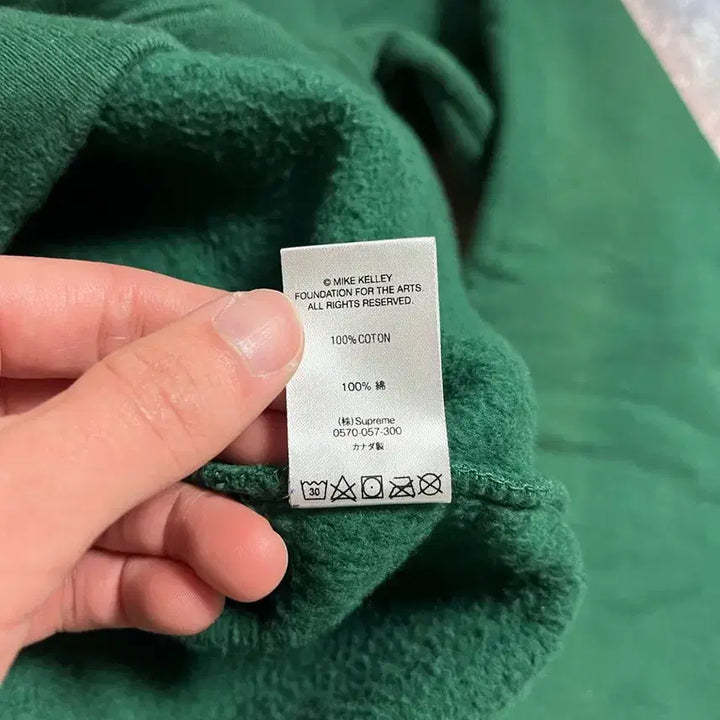 © MIKE KELLEY
FOUNDATION FOR THE ARTS.
ALL RIGHTS RESERVED.
100% COTON
100% 綿
(株)Supreme
0570-057-300
カナダ製
30